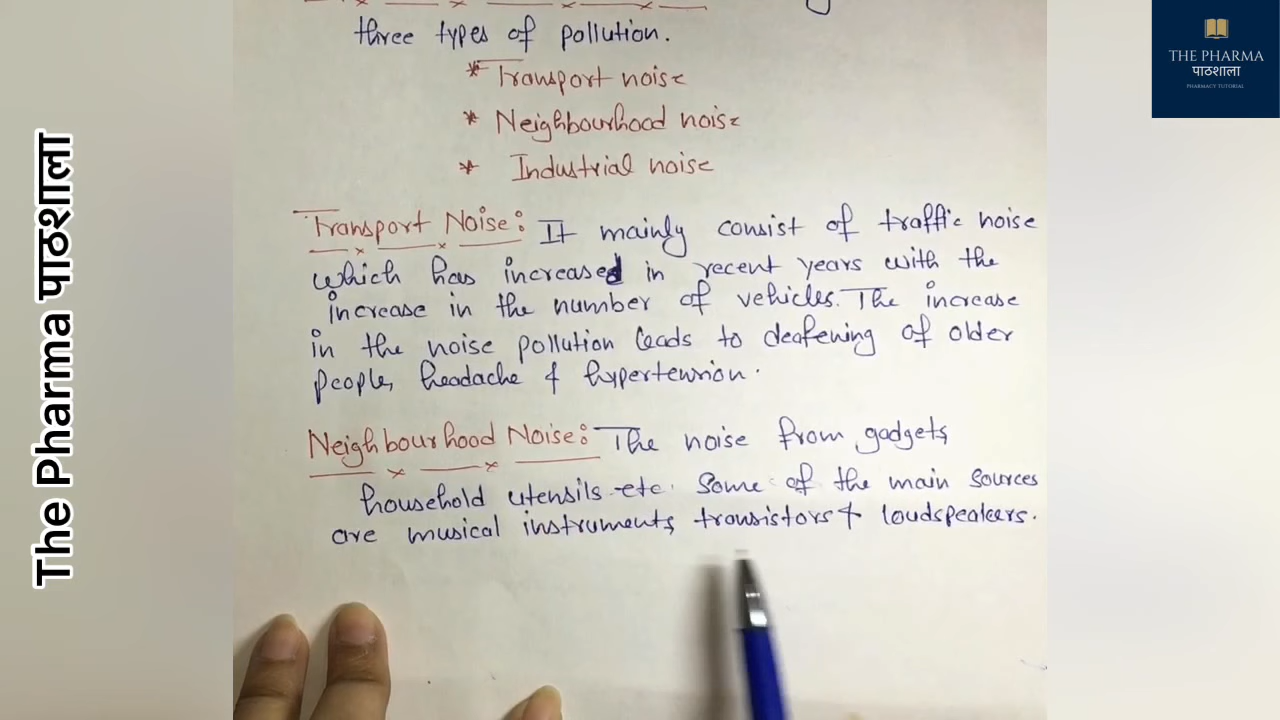 three types of pollution.
* Transport noise
* Neighbourhood noise
* Industrial noise
Transport Noise: It mainly consist of traffic noise
which has increased in recent years with the
increase in the number of vehicles. The increase
in the noise pollution leads to deafening of older
people, headache & hypertension.
Neighbourhood Noise: The noise from gadgets,
household utensils etc. Some of the main sources
are musical instruments, transistors & loudspeakers.
The Pharma पाठशाला
THE PHARMA
पाठशाला
PHARMACY TUTORIAL